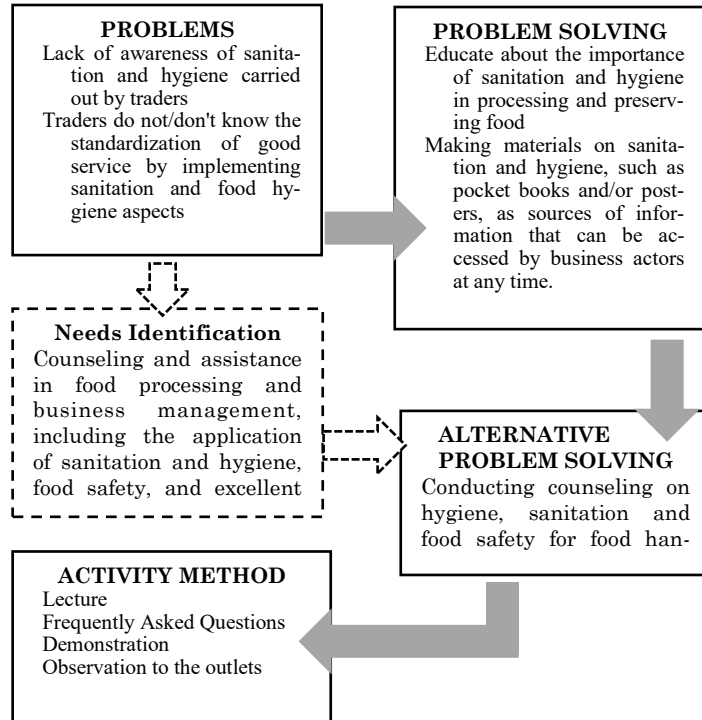 PROBLEMS
Lack of awareness of sanita-
tion and hygiene carried
out by traders
Traders do not/don't know the
standardization of good
service by implementing
sanitation and food hy-
giene aspects
PROBLEM SOLVING
Educate about the importance
of sanitation and hygiene
in processing and preserv-
ing food
Making materials on sanita-
tion and hygiene, such as
pocket books and/or post-
ers, as sources of infor-
mation that can be ac-
cessed by business actors
at any time.
Needs Identification
Counseling and assistance
in food processing and
business management,
including the application
of sanitation and hygiene,
food safety, and excellent
ALTERNATIVE
PROBLEM SOLVING
Conducting counseling on
hygiene, sanitation and
food safety for food han-
ACTIVITY METHOD
Lecture
Frequently Asked Questions
Demonstration
Observation to the outlets